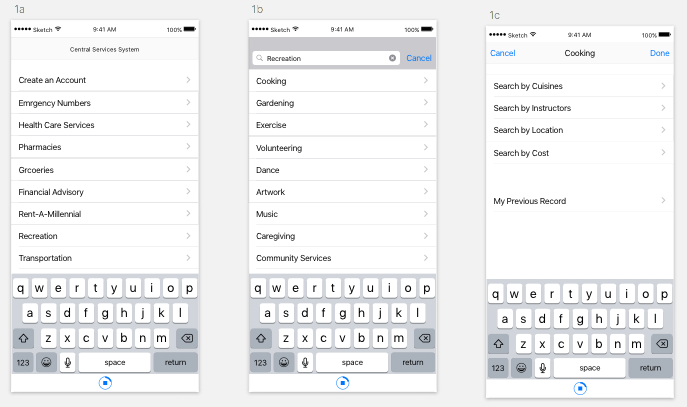 1a
Sketch 9:41 AM 100%
Central Services System
Create an Account
Emrgency Numbers
Health Care Services
Pharmacies
Grcoeries
Financial Advisory
Rent-A-Millennial
Recreation
Transportation
q w e r t y u i o p
a s d f g h j k l
z x c v b n m
123 space return
1b
Sketch 9:41 AM 100%
Recreation Cancel
Cooking
Gardening
Exercise
Volunteering
Dance
Artwork
Music
Caregiving
Community Services
q w e r t y u i o p
a s d f g h j k l
z x c v b n m
123 space return
1c
Sketch 9:41 AM 100%
Cancel Cooking Done
Search by Cuisines
Search by Instructors
Search by Location
Search by Cost
My Previous Record
q w e r t y u i o p
a s d f g h j k l
z x c v b n m
123 space return